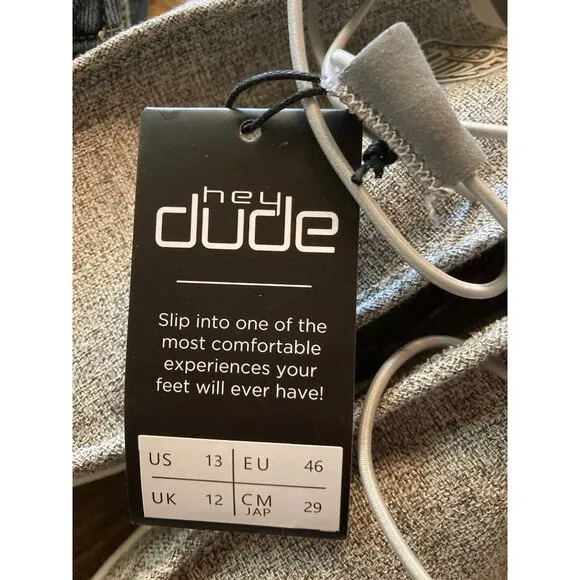 hey
dude
Slip into one of the
most comfortable
experiences your
feet will ever have!
US 13 EU 46
UK 12 CM 29
JAP